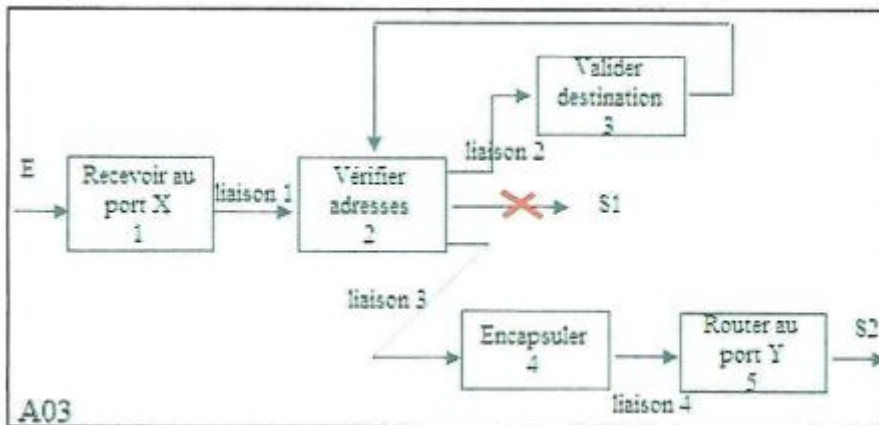 Valider
destination
3
liaison 2
E
Recevoir au
port X
1
liaison 1
Vérifier
adresses
2
S1
liaison 3
Encapsuler
4
liaison 4
Router au
port Y
5
S2
A03